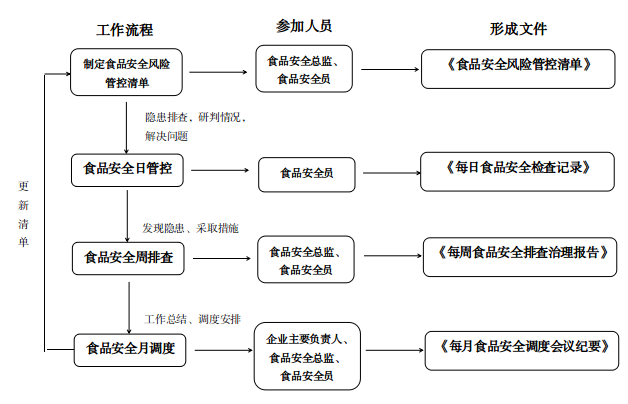 工作流程
参加人员
形成文件
制定食品安全风险
管控清单
食品安全总监、
食品安全员
《食品安全风险管控清单》
隐患排查，研判情况，
解决问题
食品安全日管控
食品安全员
《每日食品安全检查记录》
更
新
清
单
发现隐患、采取措施
食品安全周排查
食品安全总监、
食品安全员
《每周食品安全排查治理报告》
工作总结、调度安排
食品安全月调度
企业主要负责人、
食品安全总监、
食品安全员
《每月食品安全调度会议纪要》